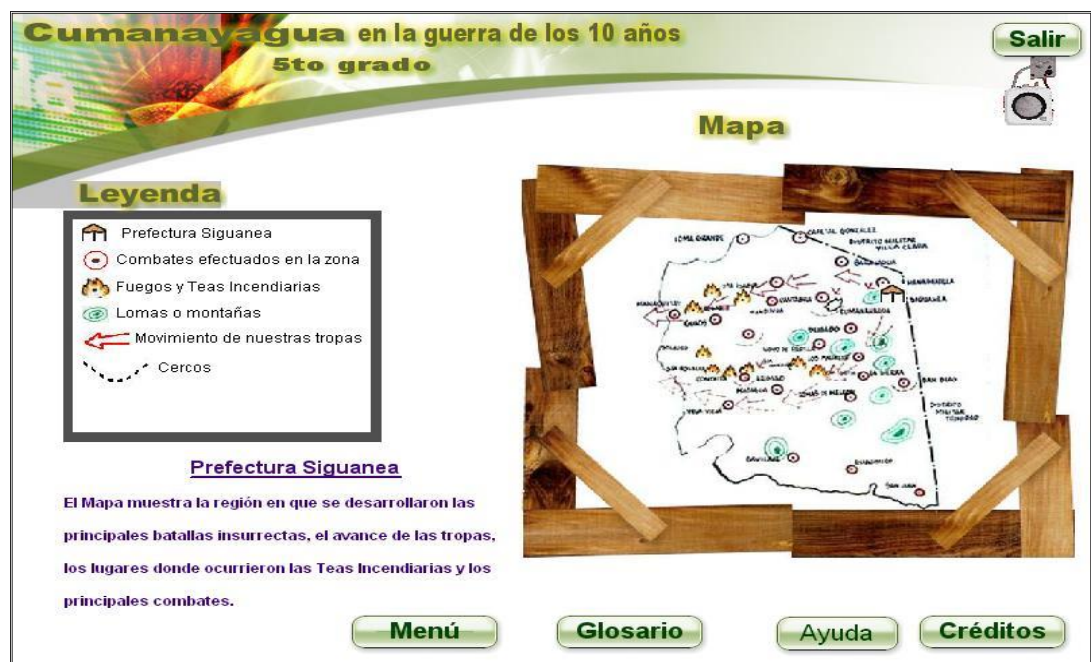 Cumanayagua en la guerra de los 10 años
5to grado
Salir
Mapa
Leyenda
Prefectura Siguanea
Combates efectuados en la zona
Fuegos y Teas Incendiarias
Lomas o montañas
Movimiento de nuestras tropas
Cercos
LOMA GRANDE
DISTRITO MILITAR
VILLA CLARA
SIGUANEA
SAN BLAS
LA SIERRA
DISTRITO
MILITAR
SAN JUAN
Prefectura Siguanea
El Mapa muestra la región en que se desarrollaron las
principales batallas insurrectas, el avance de las tropas,
los lugares donde ocurrieron las Teas Incendiarias y los
principales combates.
Menú
Glosario
Ayuda
Créditos